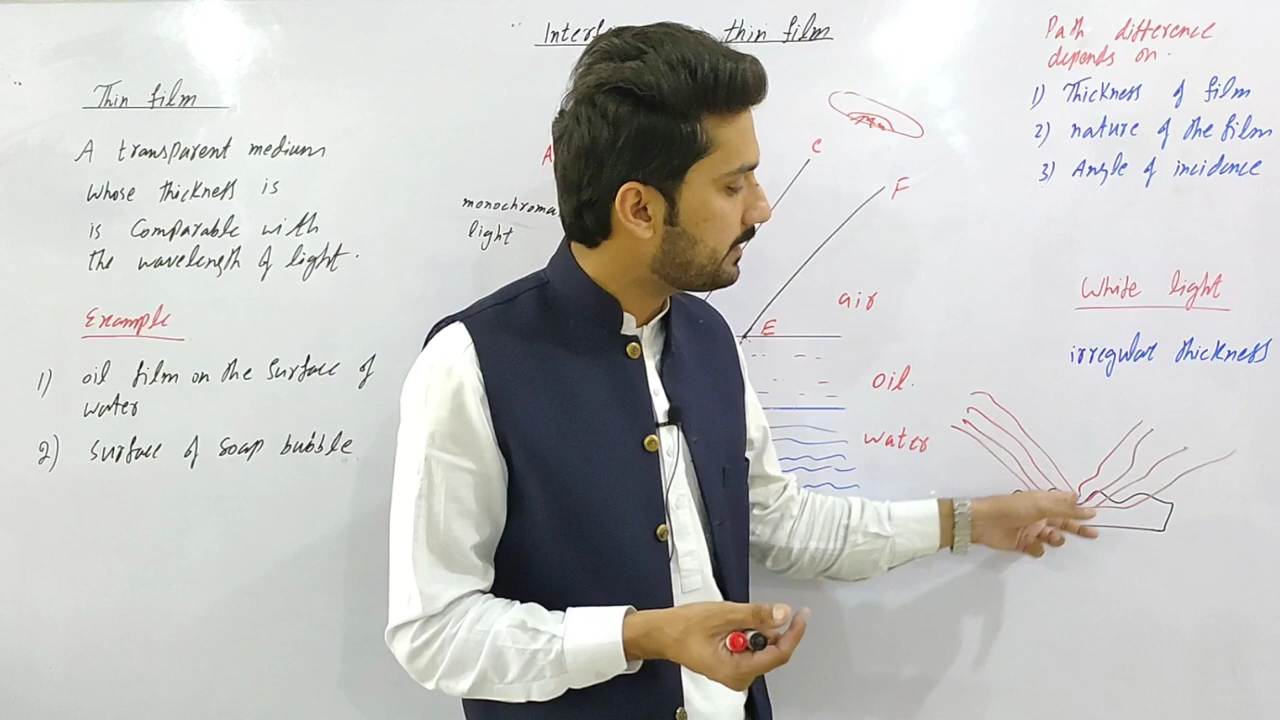 thin film
Thin film
A transparent medium
whose thickness is
is Comparable with
the wavelength of light.
Example
1) oil film on the surface of
water
2) surface of soap bubble
A
light
C
F
E
air
oil.
water
Path difference
depends on.
1) Thickness of film
2) nature of the film
3) Angle of incidence
White light
irregular thickness